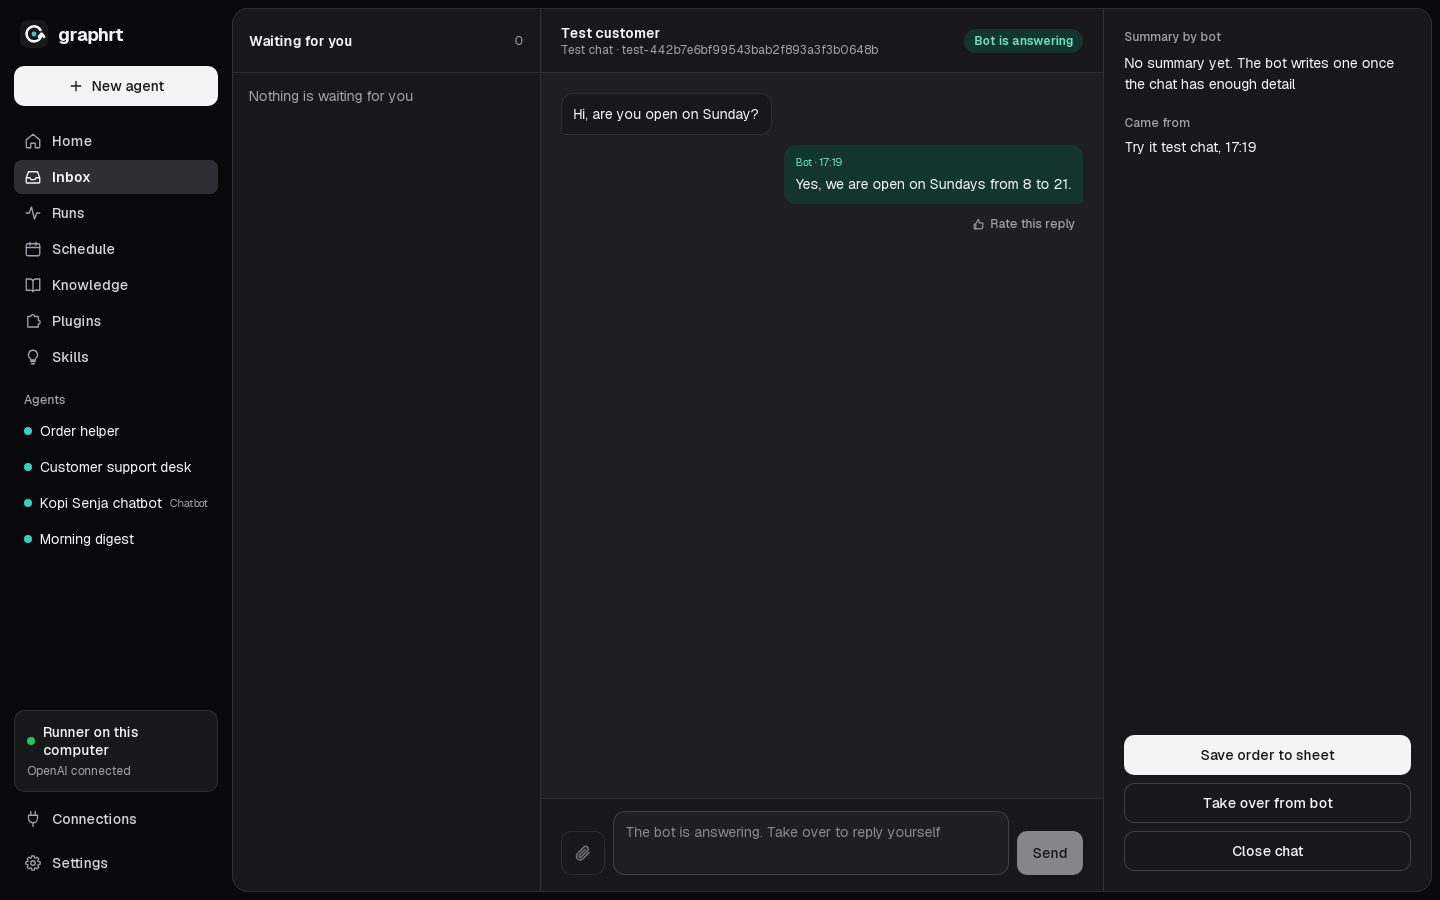 graphrt
New agent
Home
Inbox
Runs
Schedule
Knowledge
Plugins
Skills
Agents
Order helper
Customer support desk
Kopi Senja chatbot Chatbot
Morning digest
Runner on this
computer
OpenAI connected
Connections
Settings
Waiting for you 0
Nothing is waiting for you
Test customer
Test chat · test-442b7e6bf99543bab2f893a3f3b0648b
Bot is answering
Hi, are you open on Sunday?
Bot · 17:19
Yes, we are open on Sundays from 8 to 21.
Rate this reply
The bot is answering. Take over to reply yourself
Send
Summary by bot
No summary yet. The bot writes one once
the chat has enough detail
Came from
Try it test chat, 17:19
Save order to sheet
Take over from bot
Close chat